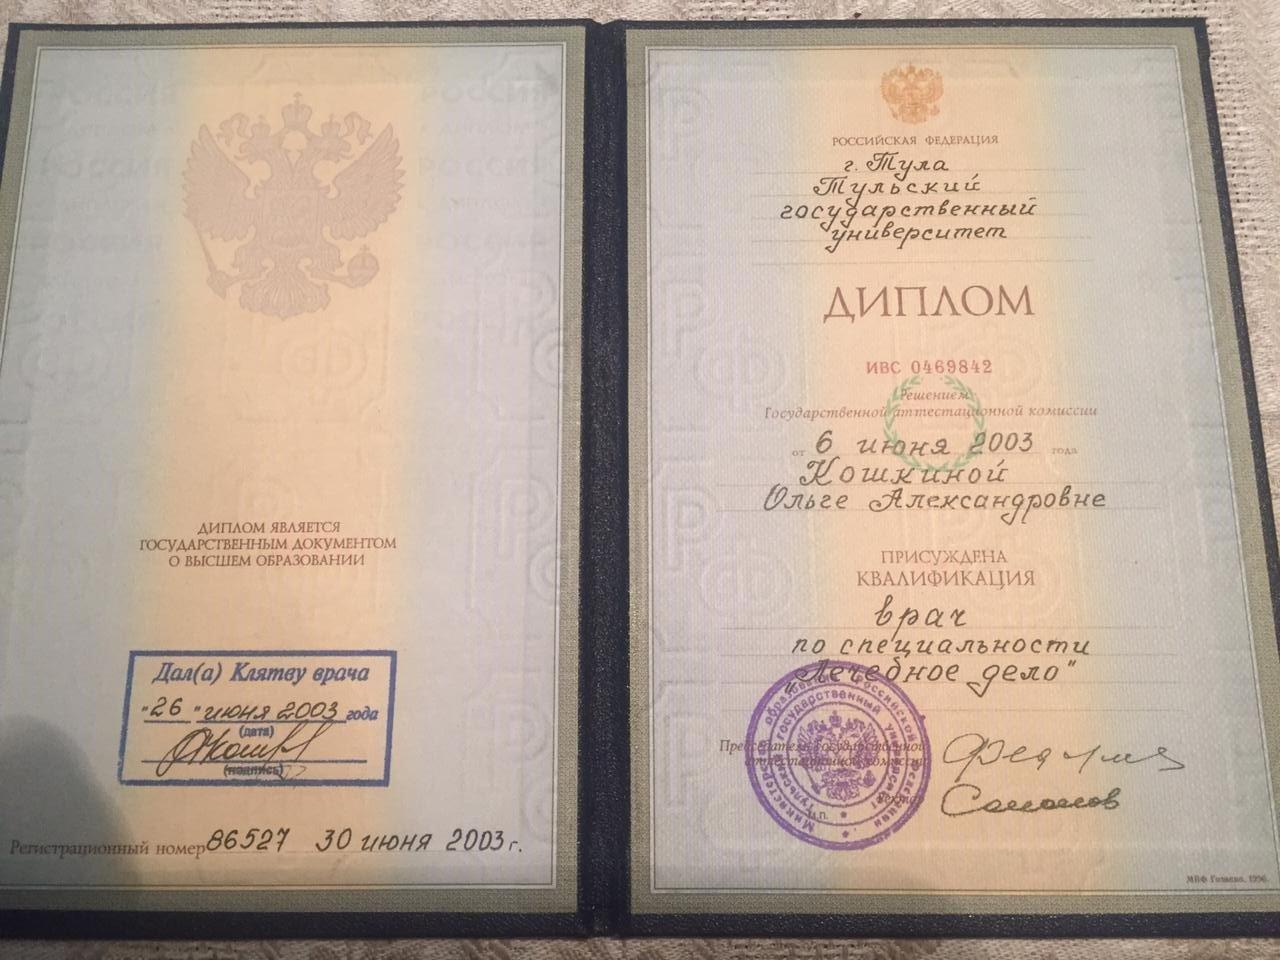 ДИПЛОМ ЯВЛЯЕТСЯ
ГОСУДАРСТВЕННЫМ ДОКУМЕНТОМ
О ВЫСШЕМ ОБРАЗОВАНИИ
Дал(а) Клятву врача
"26" июня 2003 года
(дата)
(подпись)
Регистрационный номер 86527 30 июня 2003 г.
РОССИЙСКАЯ ФЕДЕРАЦИЯ
г. Тула
Тульский
государственный
университет
ДИПЛОМ
ИВС 0469842
Решением
Государственной аттестационной комиссии
от 6 июня 2003 года
Кошкиной
Ольге Александровне
ПРИСУЖДЕНА
КВАЛИФИКАЦИЯ
врач
по специальности
„Лечебное дело"
Председатель Государственной
аттестационной комиссии
Ректор
М.П.
МПФ Гознака. 1996.